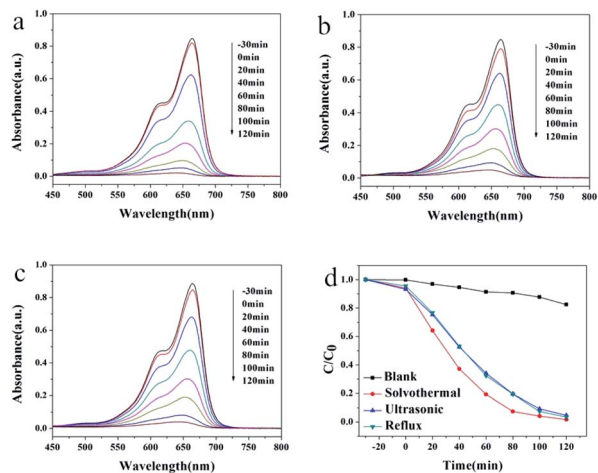 a
Absorbance(a.u.)
1.0
0.8
0.6
0.4
0.2
0.0
450 500 550 600 650 700 750 800
Wavelength(nm)
-30min
0min
20min
40min
60min
80min
100min
120min
b
Absorbance(a.u.)
1.0
0.8
0.6
0.4
0.2
0.0
450 500 550 600 650 700 750 800
Wavelength(nm)
-30min
0min
20min
40min
60min
80min
100min
120min
c
Absorbance(a.u.)
1.0
0.8
0.6
0.4
0.2
0.0
450 500 550 600 650 700 750 800
Wavelength(nm)
-30min
0min
20min
40min
60min
80min
100min
120min
d
C/C0
1.0
0.8
0.6
0.4
0.2
0.0
-20 0 20 40 60 80 100 120
Time(min)
Blank
Solvothermal
Ultrasonic
Reflux